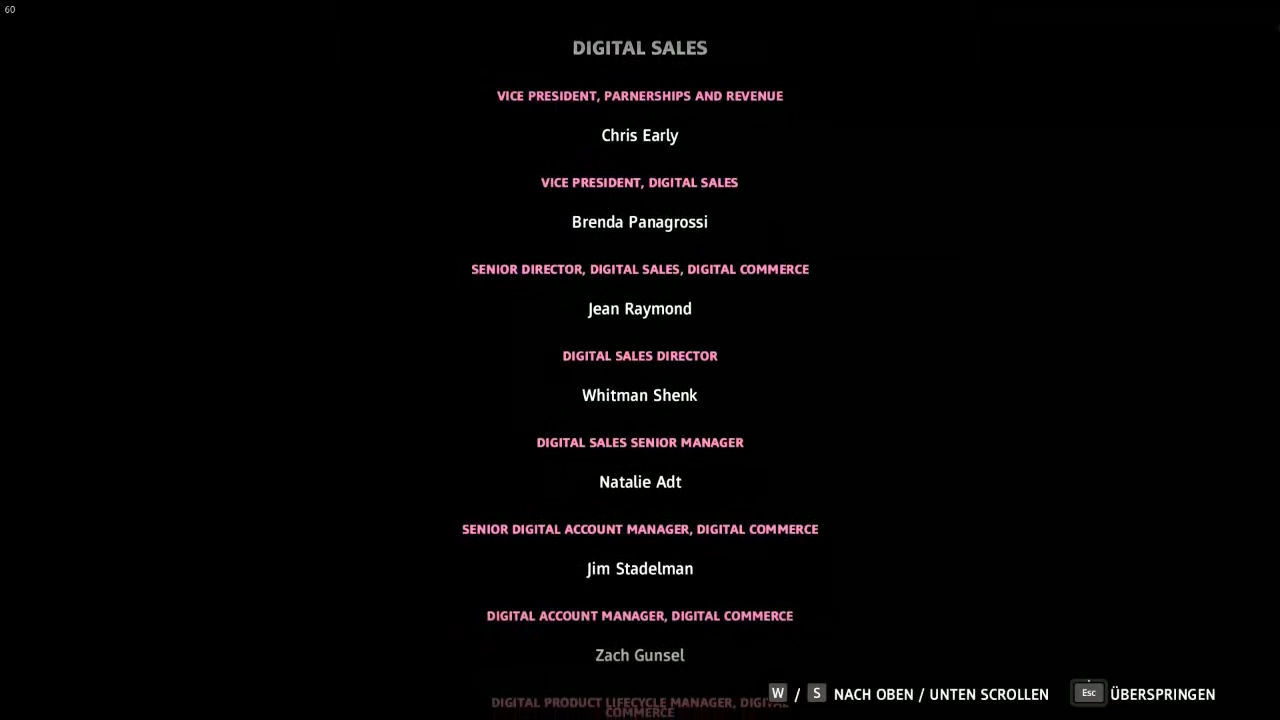 60
DIGITAL SALES
VICE PRESIDENT, PARNERSHIPS AND REVENUE
Chris Early
VICE PRESIDENT, DIGITAL SALES
Brenda Panagrossi
SENIOR DIRECTOR, DIGITAL SALES, DIGITAL COMMERCE
Jean Raymond
DIGITAL SALES DIRECTOR
Whitman Shenk
DIGITAL SALES SENIOR MANAGER
Natalie Adt
SENIOR DIGITAL ACCOUNT MANAGER, DIGITAL COMMERCE
Jim Stadelman
DIGITAL ACCOUNT MANAGER, DIGITAL COMMERCE
Zach Gunsel
DIGITAL PRODUCT LIFECYCLE MANAGER, DIGITAL
COMMERCE
W / S NACH OBEN / UNTEN SCROLLEN Esc ÜBERSPRINGEN